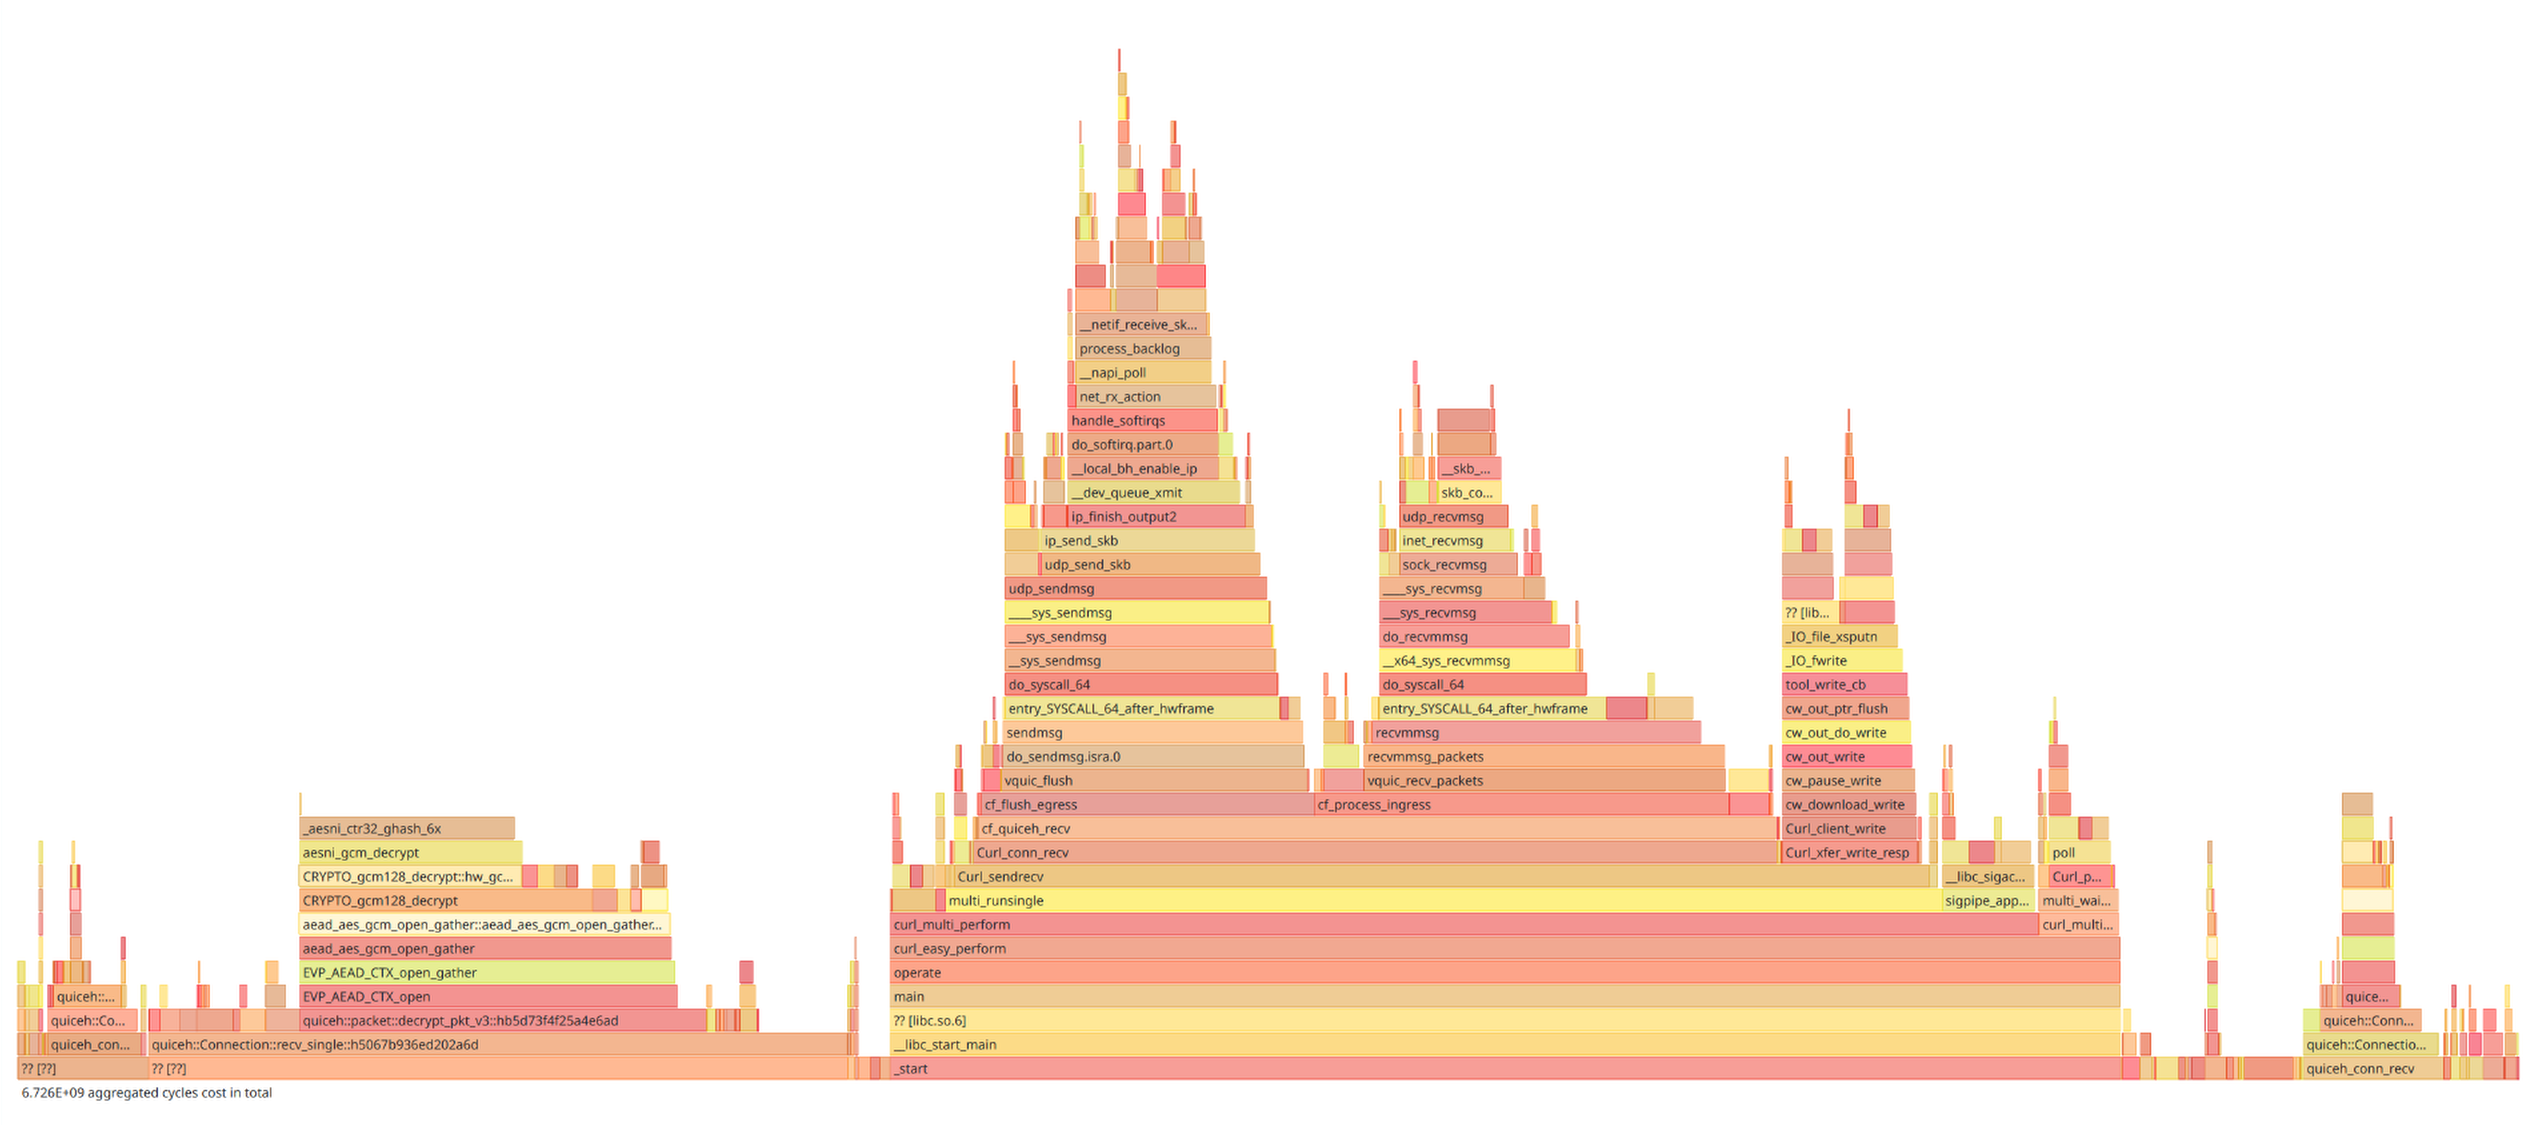 __netif_receive_sk...
process_backlog
__napi_poll
net_rx_action
handle_softirqs
do_softirq.part.0
__local_bh_enable_ip __skb_...
__dev_queue_xmit skb_co...
ip_finish_output2 udp_recvmsg
ip_send_skb inet_recvmsg
udp_send_skb sock_recvmsg
udp_sendmsg ____sys_recvmsg
____sys_sendmsg ___sys_recvmsg ?? [lib...
___sys_sendmsg do_recvmmsg _IO_file_xsputn
__sys_sendmsg __x64_sys_recvmmsg _IO_fwrite
do_syscall_64 do_syscall_64 tool_write_cb
entry_SYSCALL_64_after_hwframe entry_SYSCALL_64_after_hwframe cw_out_ptr_flush
sendmsg recvmmsg cw_out_do_write
do_sendmsg.isra.0 recvmmsg_packets cw_out_write
vquic_flush vquic_recv_packets cw_pause_write
cf_flush_egress cf_process_ingress cw_download_write
_aesni_ctr32_ghash_6x cf_quiceh_recv Curl_client_write
aesni_gcm_decrypt Curl_conn_recv Curl_xfer_write_resp poll
CRYPTO_gcm128_decrypt::hw_gc... Curl_sendrecv __libc_sigac... Curl_p...
CRYPTO_gcm128_decrypt multi_runsingle sigpipe_app... multi_wai...
aead_aes_gcm_open_gather::aead_aes_gcm_open_gather... curl_multi_perform curl_multi...
aead_aes_gcm_open_gather curl_easy_perform
EVP_AEAD_CTX_open_gather operate
quiceh::... EVP_AEAD_CTX_open main quice...
quiceh::Co... quiceh::packet::decrypt_pkt_v3::hb5d73f4f25a4e6ad ?? [libc.so.6] quiceh::Conn...
quiceh_con... quiceh::Connection::recv_single::h5067b936ed202a6d __libc_start_main quiceh::Connectio...
?? [??] ?? [??] _start quiceh_conn_recv
6.726E+09 aggregated cycles cost in total